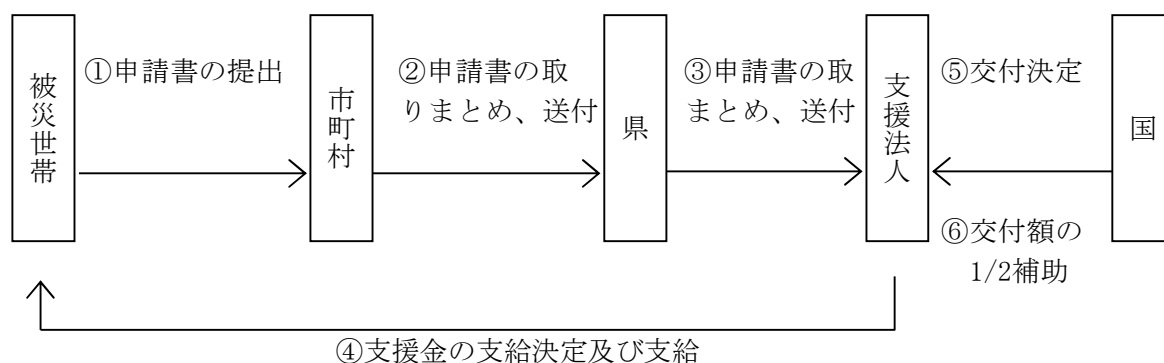 被災世帯
①申請書の提出
市町村
②申請書の取
りまとめ、送付
県
③申請書の取
まとめ、送付
支援法人
⑤交付決定
⑥交付額の
1/2補助
国
④支援金の支給決定及び支給